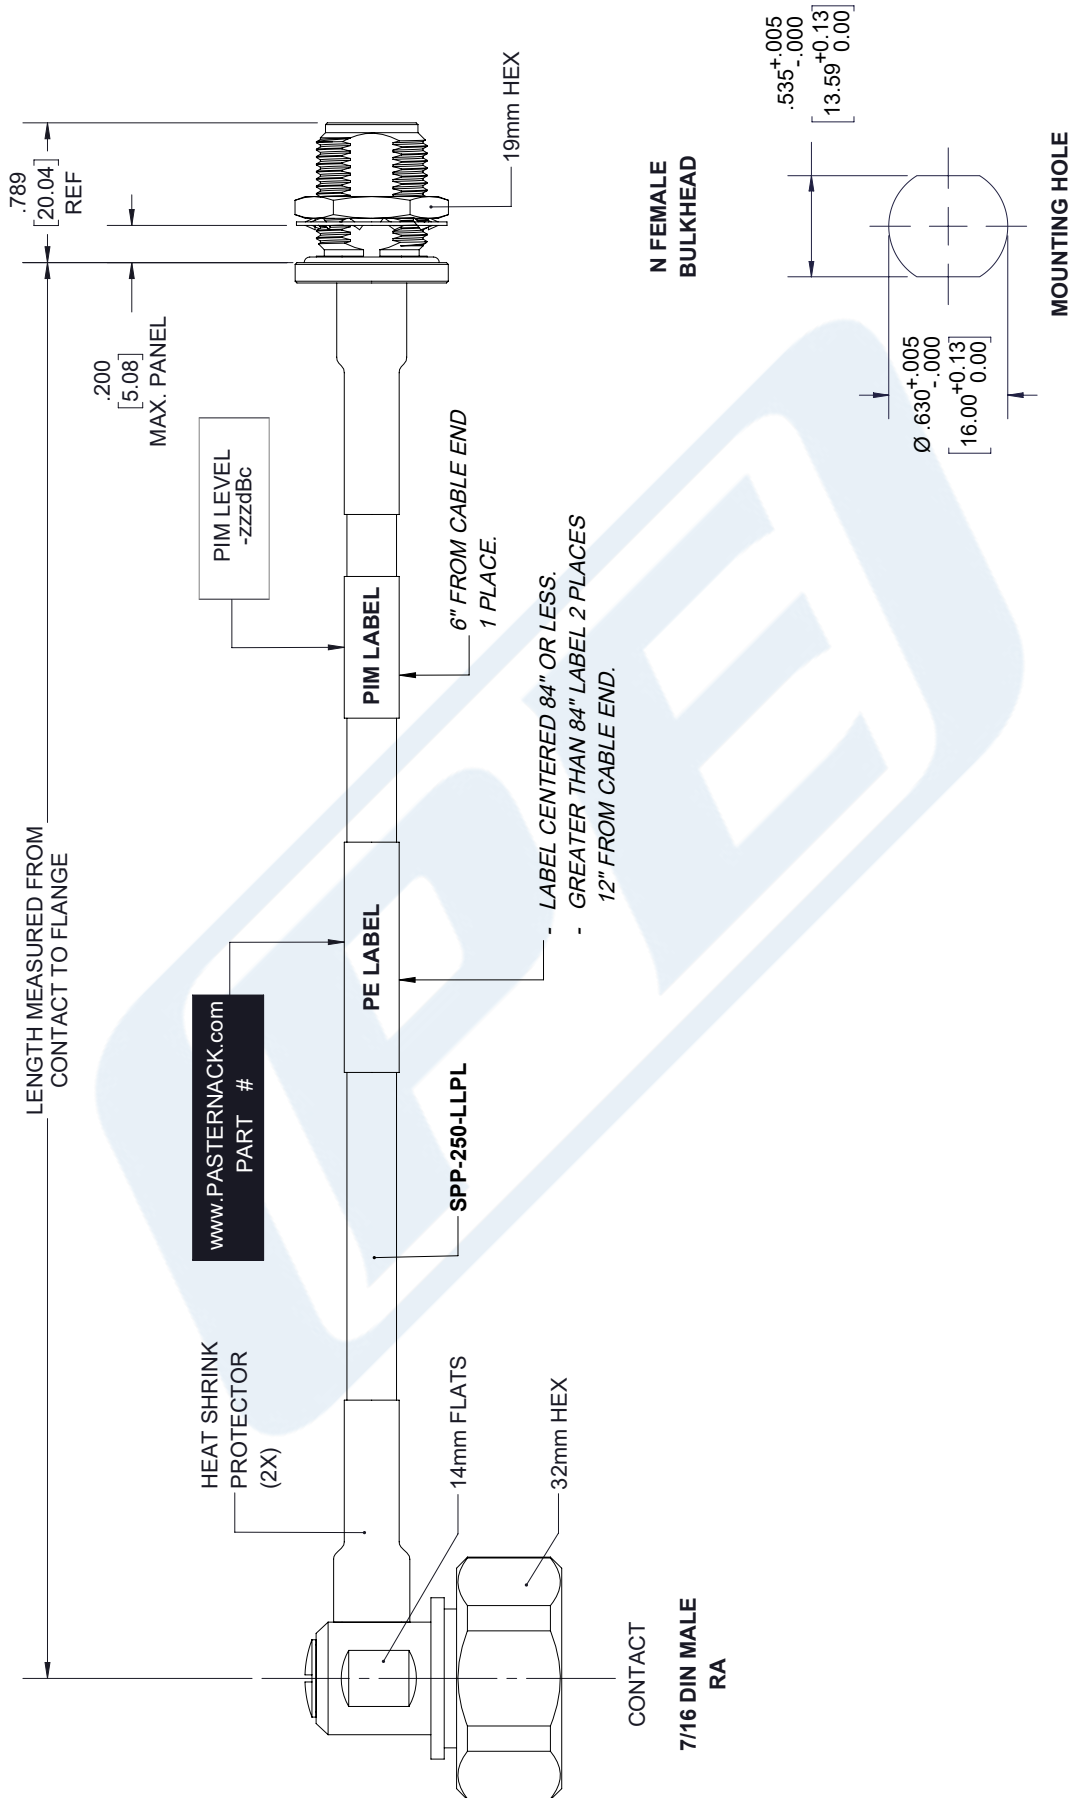 LENGTH MEASURED FROM
CONTACT TO FLANGE
.789
[20.04]
REF
.200
[5.08]
MAX. PANEL
HEAT SHRINK
PROTECTOR
(2X)
www.PASTERNACK.com
PART #
PIM LEVEL
-zzzdBc
PE LABEL
PIM LABEL
14mm FLATS
32mm HEX
SPP-250-LLPL
- LABEL CENTERED 84" OR LESS.
- GREATER THAN 84" LABEL 2 PLACES
12" FROM CABLE END.
6" FROM CABLE END
1 PLACE.
19mm HEX
CONTACT
7/16 DIN MALE
RA
N FEMALE
BULKHEAD
.535 +.005
-.000
[13.59 +0.13
0.00]
Ø .630 +.005
-.000
[16.00 +0.13
0.00]
MOUNTING HOLE
PE